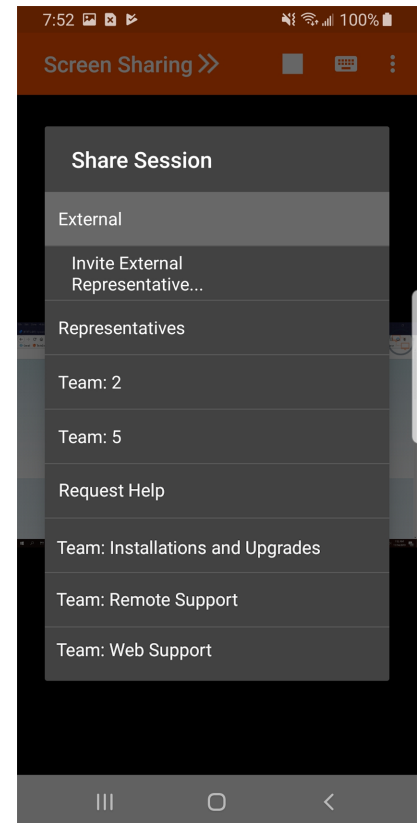 7:52 100%
Screen Sharing
Share Session
External
Invite External
Representative...
Representatives
Team: 2
Team: 5
Request Help
Team: Installations and Upgrades
Team: Remote Support
Team: Web Support